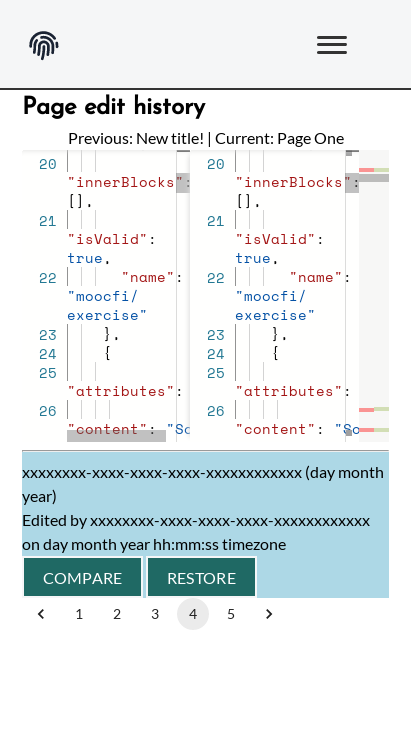 Page edit history
Previous: New title! | Current: Page One
20
"innerBlocks":
[],
21
"isValid":
true,
22 "name":
"moocfi/
exercise"
23 },
24 {
25
"attributes":
26
"content": "So
20
"innerBlocks":
[],
21
"isValid":
true,
22 "name":
"moocfi/
exercise"
23 },
24 {
25
"attributes":
26
"content": "So
xxxxxxxx-xxxx-xxxx-xxxx-xxxxxxxxxxxx (day month
year)
Edited by xxxxxxxx-xxxx-xxxx-xxxx-xxxxxxxxxxxx
on day month year hh:mm:ss timezone
COMPARE RESTORE
1 2 3 4 5